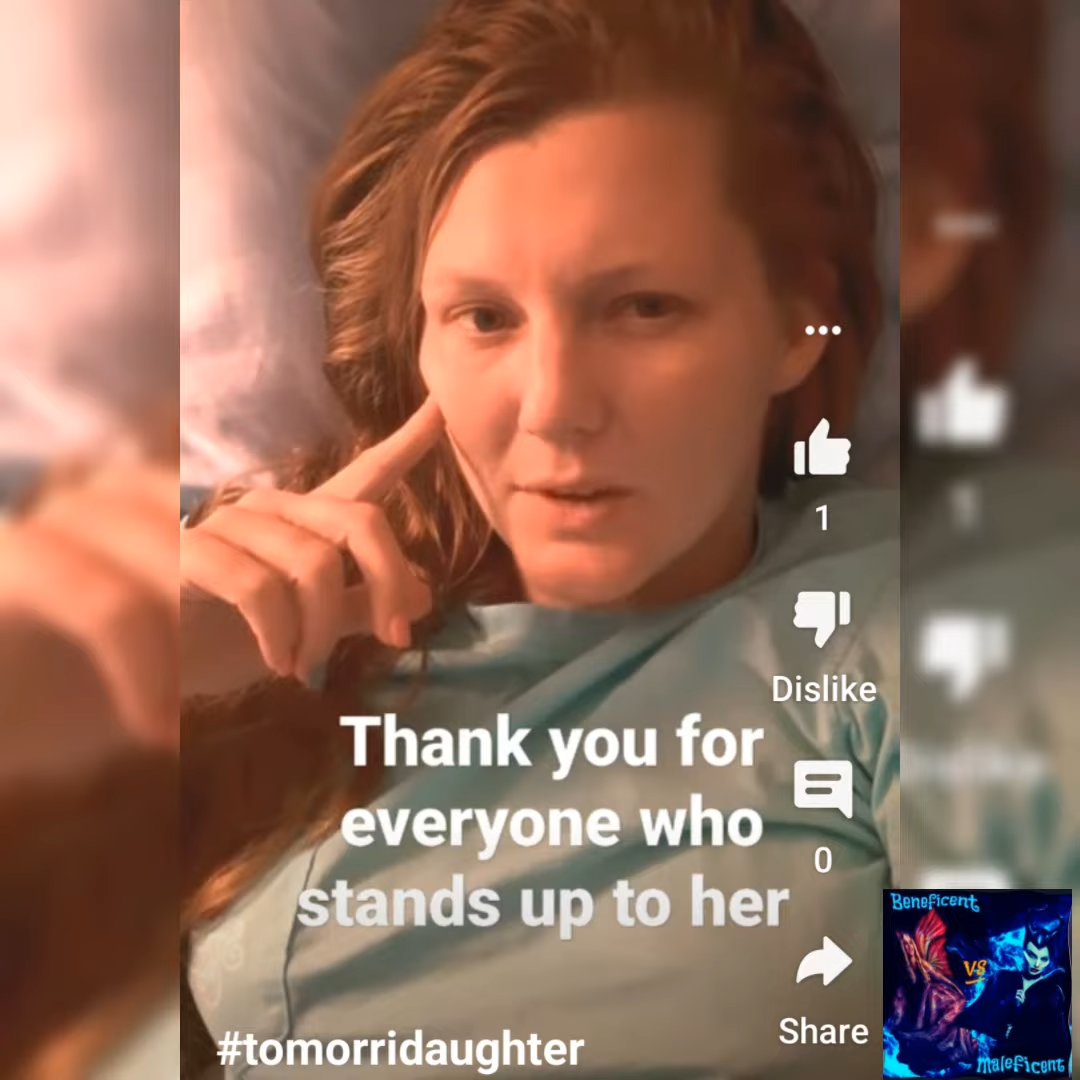 1
Dislike
Thank you for
everyone who
stands up to her
0
Share
#tomorridaughter
Beneficent
VS
Maleficent